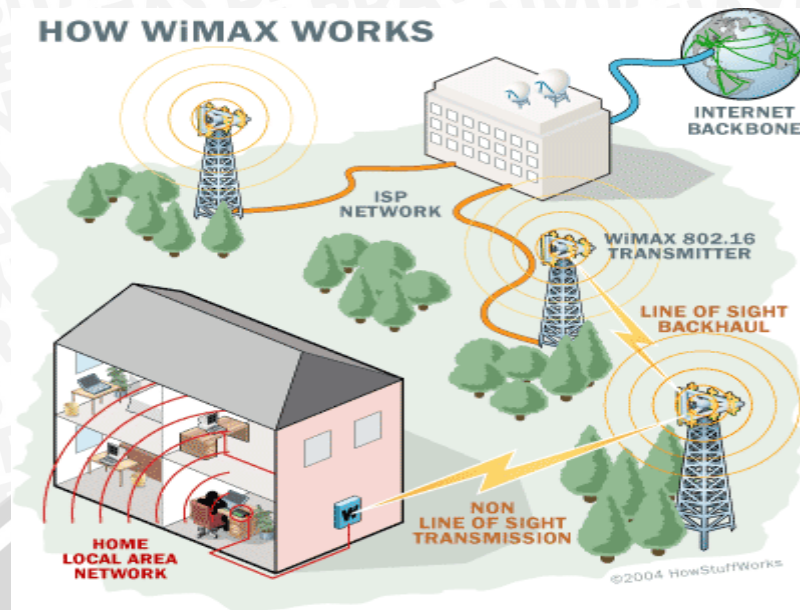 HOW WiMAX WORKS
INTERNET
BACKBONE
ISP
NETWORK
WiMAX 802.16
TRANSMITTER
LINE OF SIGHT
BACKHAUL
NON
LINE OF SIGHT
TRANSMISSION
HOME
LOCAL AREA
NETWORK
©2004 HowStuffWorks